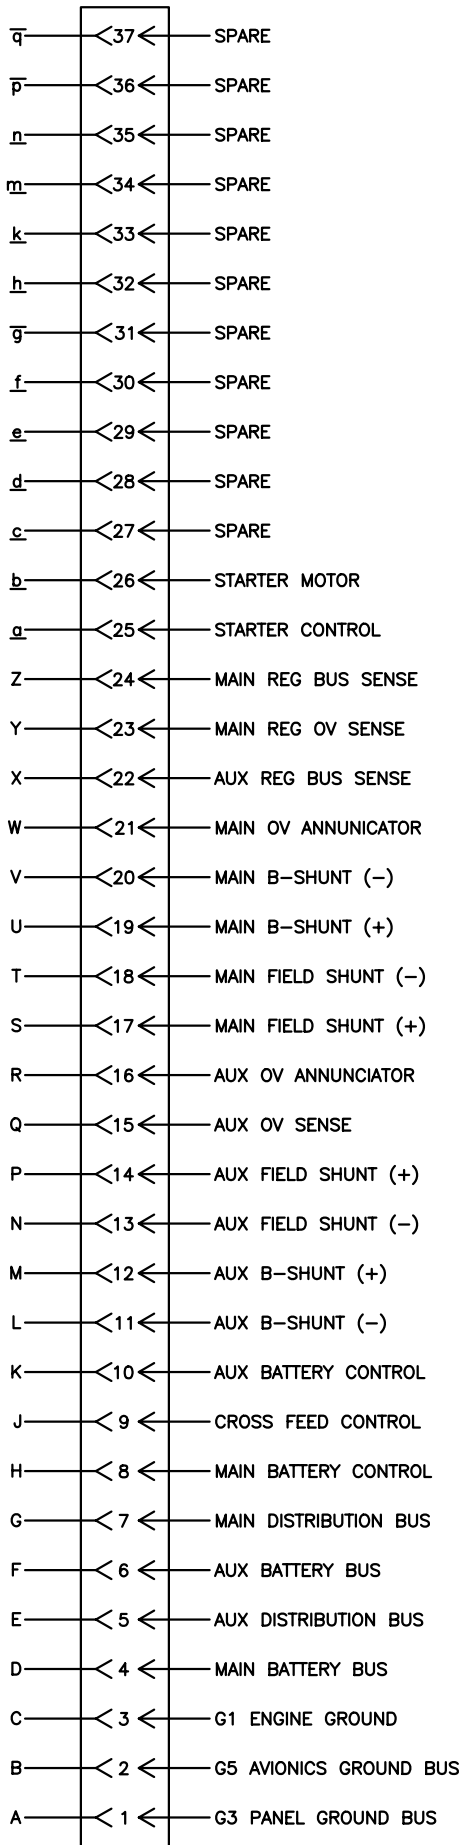 q 37 SPARE
p 36 SPARE
n 35 SPARE
m 34 SPARE
k 33 SPARE
h 32 SPARE
g 31 SPARE
f 30 SPARE
e 29 SPARE
d 28 SPARE
c 27 SPARE
b 26 STARTER MOTOR
a 25 STARTER CONTROL
Z 24 MAIN REG BUS SENSE
Y 23 MAIN REG OV SENSE
X 22 AUX REG BUS SENSE
W 21 MAIN OV ANNUNICATOR
V 20 MAIN B-SHUNT (-)
U 19 MAIN B-SHUNT (+)
T 18 MAIN FIELD SHUNT (-)
S 17 MAIN FIELD SHUNT (+)
R 16 AUX OV ANNUNCIATOR
Q 15 AUX OV SENSE
P 14 AUX FIELD SHUNT (+)
N 13 AUX FIELD SHUNT (-)
M 12 AUX B-SHUNT (+)
L 11 AUX B-SHUNT (-)
K 10 AUX BATTERY CONTROL
J 9 CROSS FEED CONTROL
H 8 MAIN BATTERY CONTROL
G 7 MAIN DISTRIBUTION BUS
F 6 AUX BATTERY BUS
E 5 AUX DISTRIBUTION BUS
D 4 MAIN BATTERY BUS
C 3 G1 ENGINE GROUND
B 2 G5 AVIONICS GROUND BUS
A 1 G3 PANEL GROUND BUS